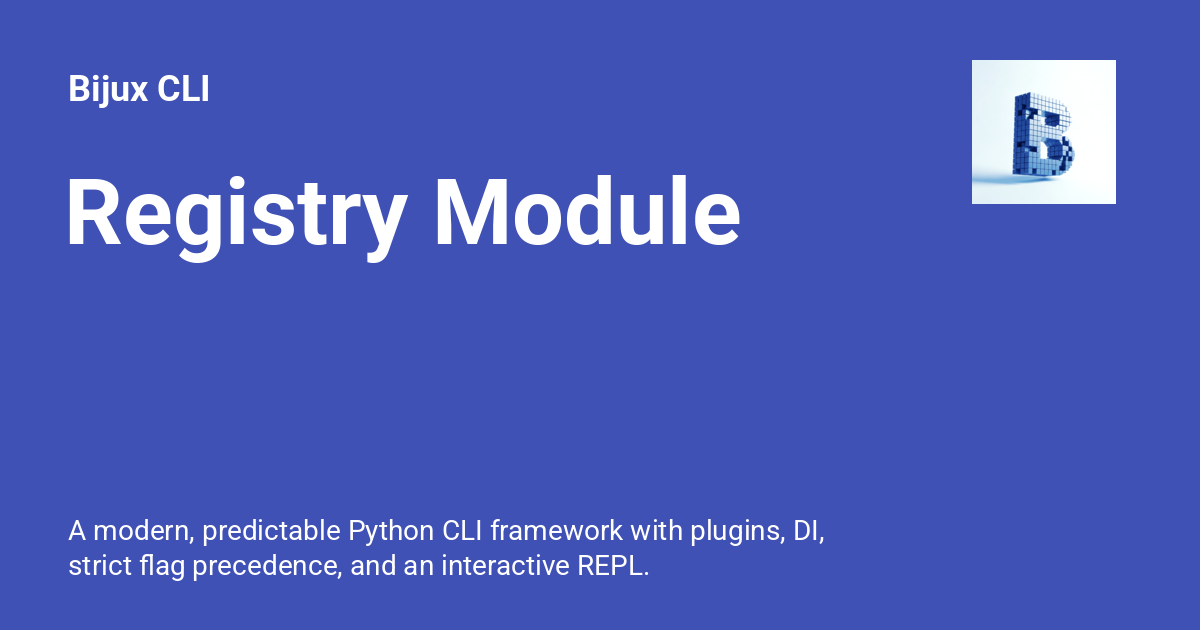 Bijux CLI
Registry Module
B
A modern, predictable Python CLI framework with plugins, DI,
strict flag precedence, and an interactive REPL.